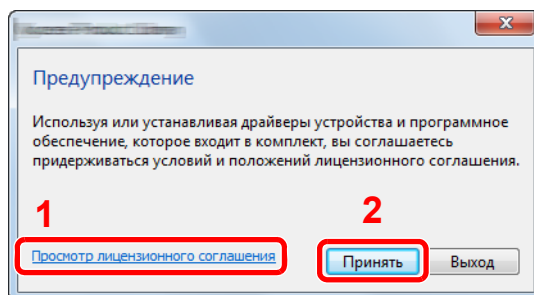 Предупреждение
Используя или устанавливая драйверы устройства и программное
обеспечение, которое входит в комплект, вы соглашаетесь
придерживаться условий и положений лицензионного соглашения.
1
2
Просмотр лицензионного соглашения
Принять
Выход